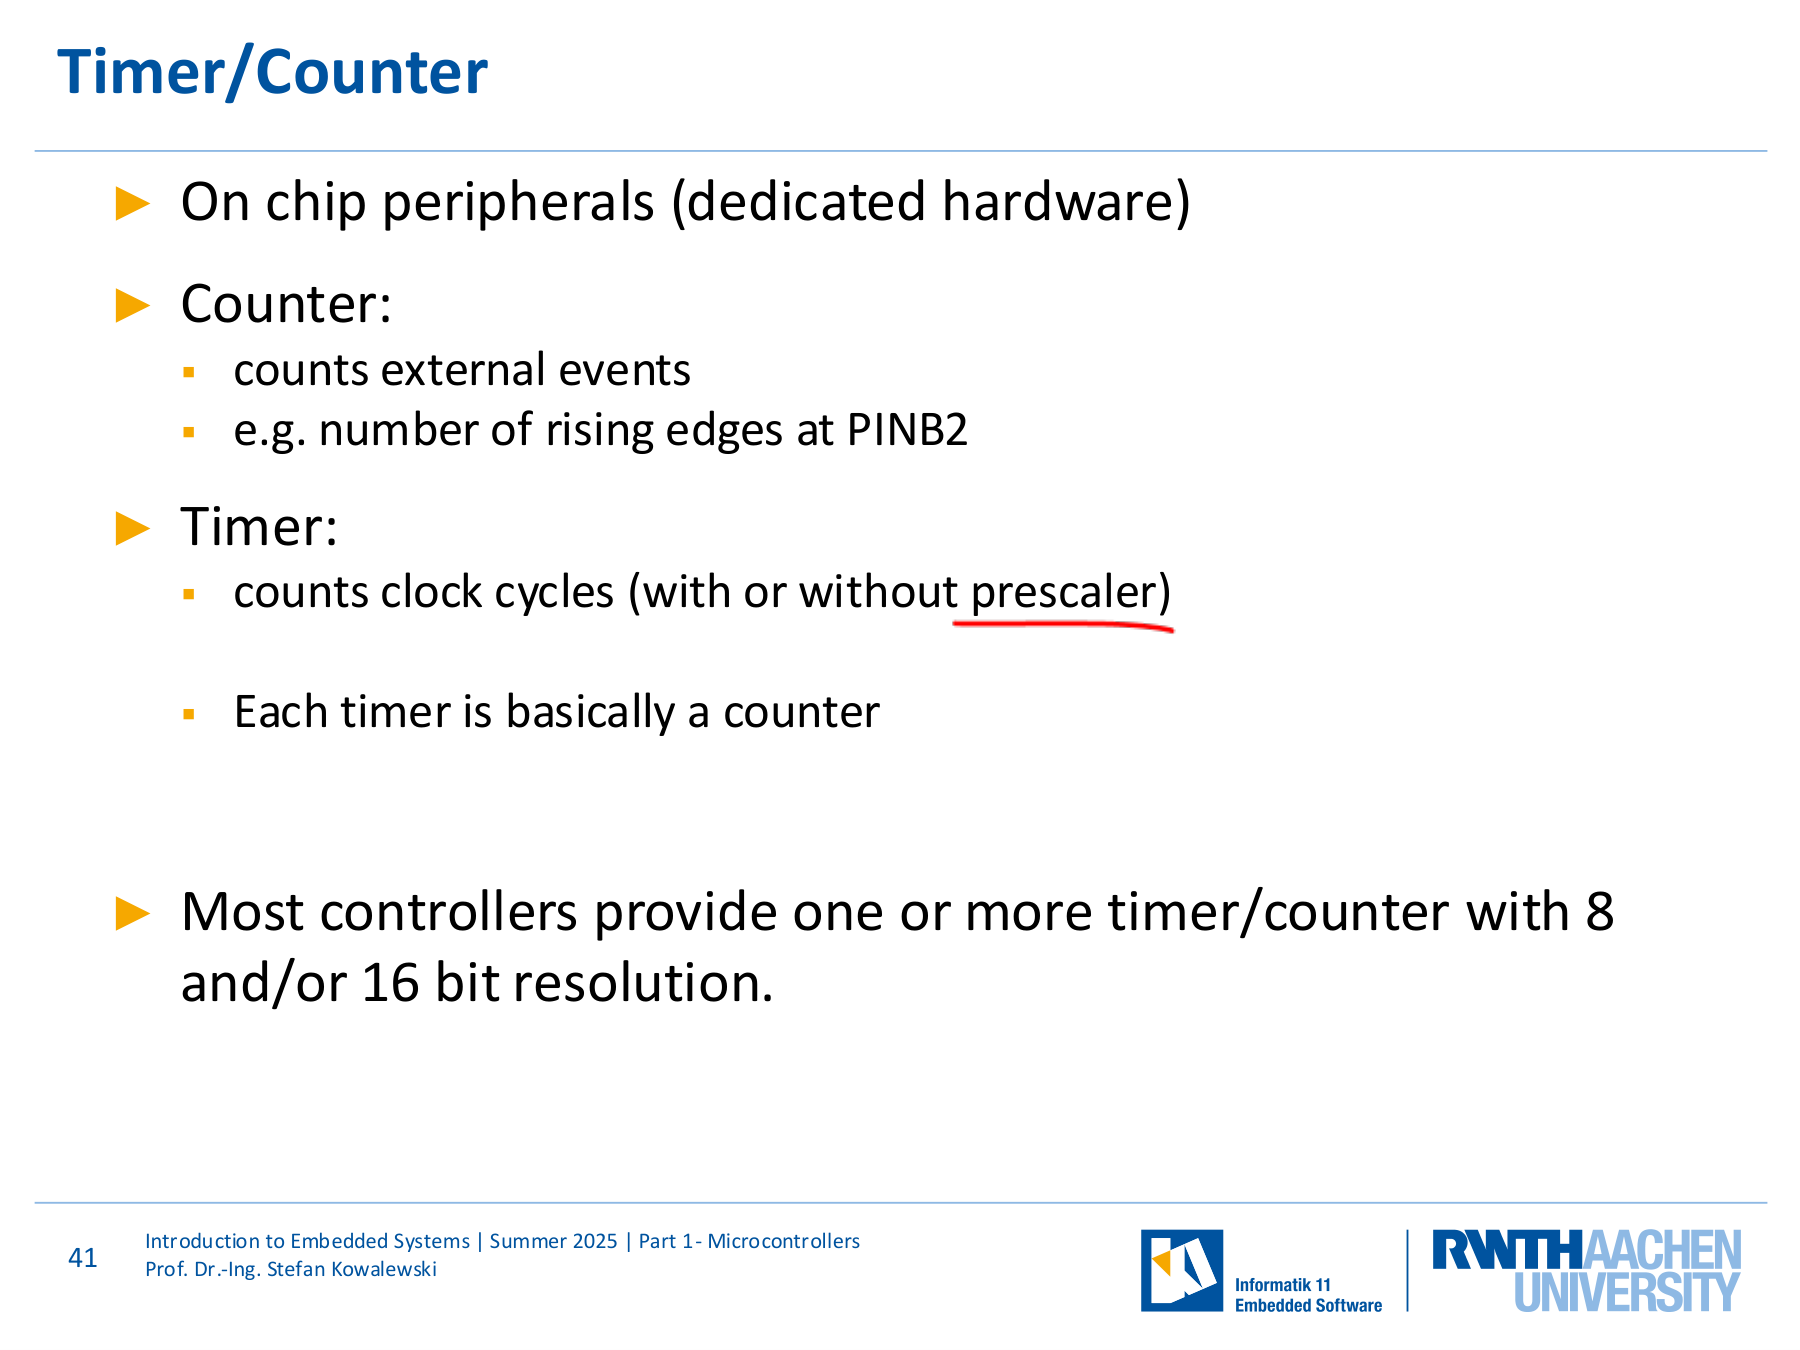 Timer/Counter
► On chip peripherals (dedicated hardware)
► Counter:
▪ counts external events
▪ e.g. number of rising edges at PINB2
► Timer:
▪ counts clock cycles (with or without prescaler)
▪ Each timer is basically a counter
► Most controllers provide one or more timer/counter with 8
and/or 16 bit resolution.
41
Introduction to Embedded Systems | Summer 2025 | Part 1- Microcontrollers
Prof. Dr.-Ing. Stefan Kowalewski
Informatik 11
Embedded Software
RWTHAACHEN
UNIVERSITY